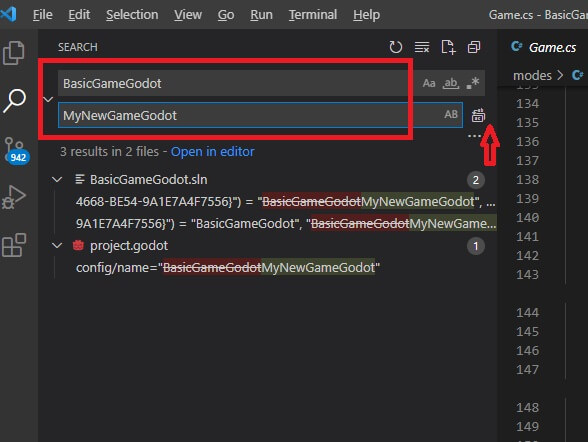 File Edit Selection View Go Run Terminal Help Game.cs - BasicGa
SEARCH
Game.cs
BasicGameGodot
Aa ab, .*
modes > C#
MyNewGameGodot
AB
...
3 results in 2 files - Open in editor
942
BasicGameGodot.sln
2
4668-BE54-9A1E7A4F7556}") = "BasicGameGodotMyNewGameGodot", ...
9A1E7A4F7556}") = "BasicGameGodot", "BasicGameGodotMyNewGame...
project.godot
1
config/name="BasicGameGodotMyNewGameGodot"
134
135
136
137
138
139
140
141
142
143
144
145
146
147
148
149